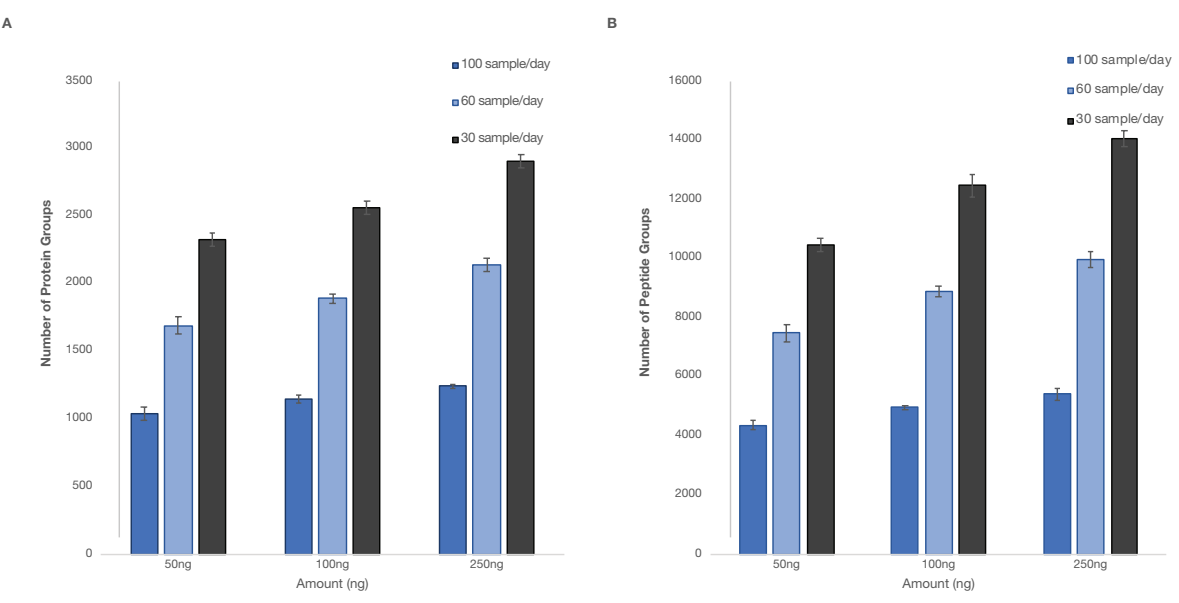 A
100 sample/day
60 sample/day
30 sample/day
3500
3000
2500
2000
1500
1000
500
0
Number of Protein Groups
50ng
100ng
250ng
Amount (ng)
B
100 sample/day
60 sample/day
30 sample/day
16000
14000
12000
10000
8000
6000
4000
2000
0
Number of Peptide Groups
50ng
100ng
250ng
Amount (ng)